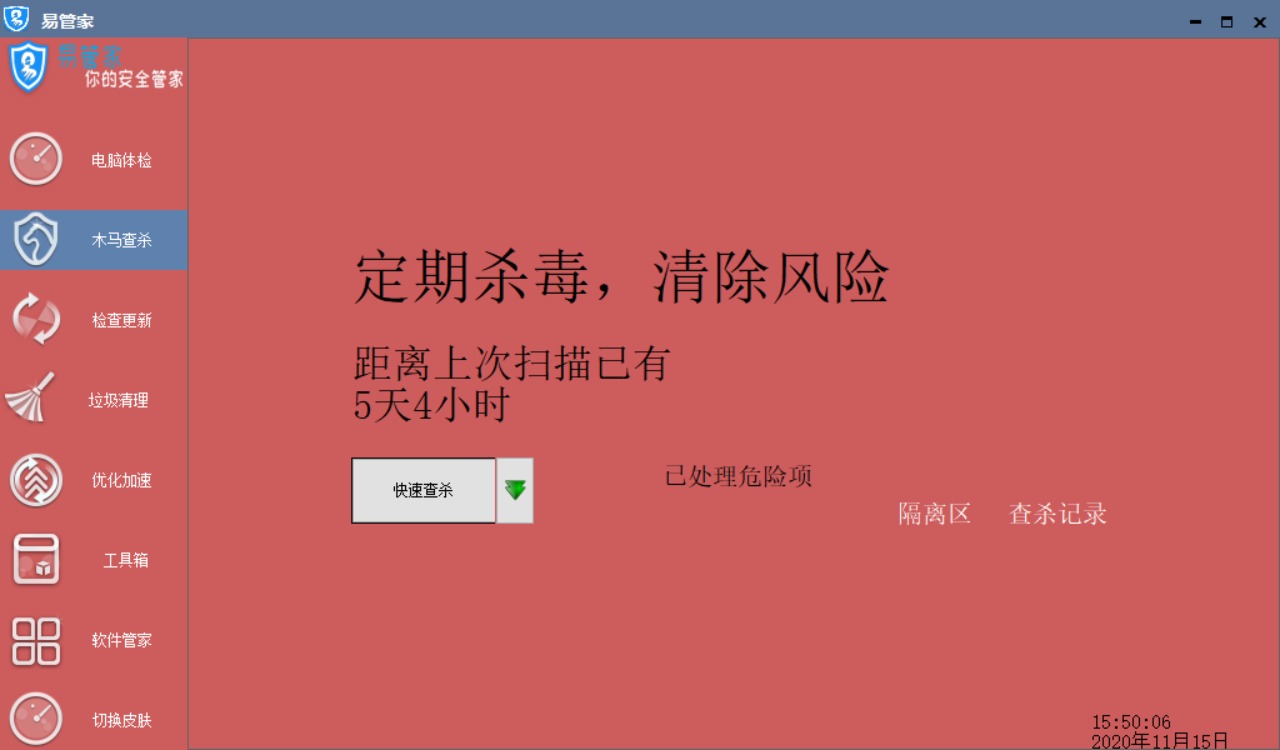 易管家
易管家
你的安全管家
电脑体检
木马查杀
检查更新
垃圾清理
优化加速
工具箱
软件管家
切换皮肤
定期杀毒，清除风险
距离上次扫描已有
5天4小时
快速查杀
已处理危险项
隔离区 查杀记录
15:50:06
2020年11月15日